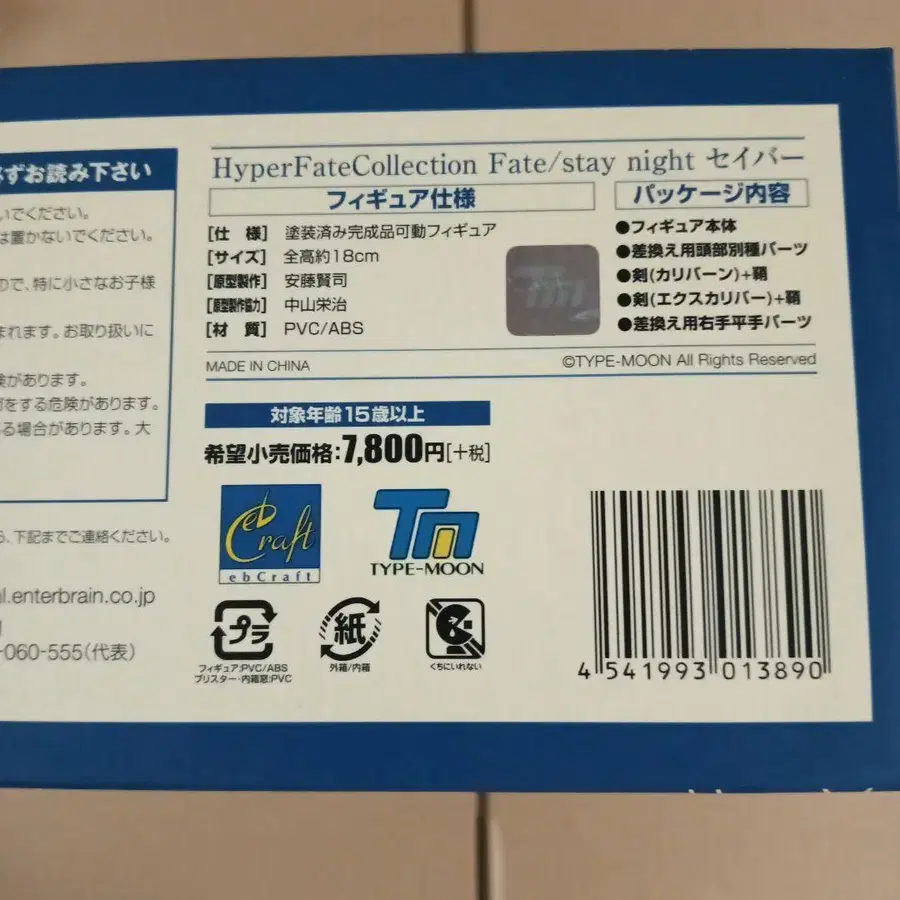 ずお読み下さい
いでください。
は置かないでください。
ので、特に小さなお子様
まれます。お取り扱いに
険があります。
をする危険があります。
る場合があります。大
、下記までご連絡ください。
l.enterbrain.co.jp
-060-555(代表)
HyperFateCollection Fate/stay night セイバー
フィギュア仕様
[仕 様] 塗装済み完成品可動フィギュア
[サイズ] 全高約18cm
[原型製作] 安藤賢司
[原型製作協力] 中山栄治
[材 質] PVC/ABS
パッケージ内容
●フィギュア本体
●差換え用頭部別種パーツ
●剣(カリバーン)+鞘
●剣(エクスカリバー)+鞘
●差換え用右手平手パーツ
MADE IN CHINA
©TYPE-MOON All Rights Reserved
対象年齢15歳以上
希望小売価格:7,800円[+税]
eb Craft
ebCraft
TM
TYPE-MOON
プラ
フィギュア:PVC/ABS
ブリスター・内箱窓:PVC
紙
外箱/内箱
くちにいれない
4 541993 013890